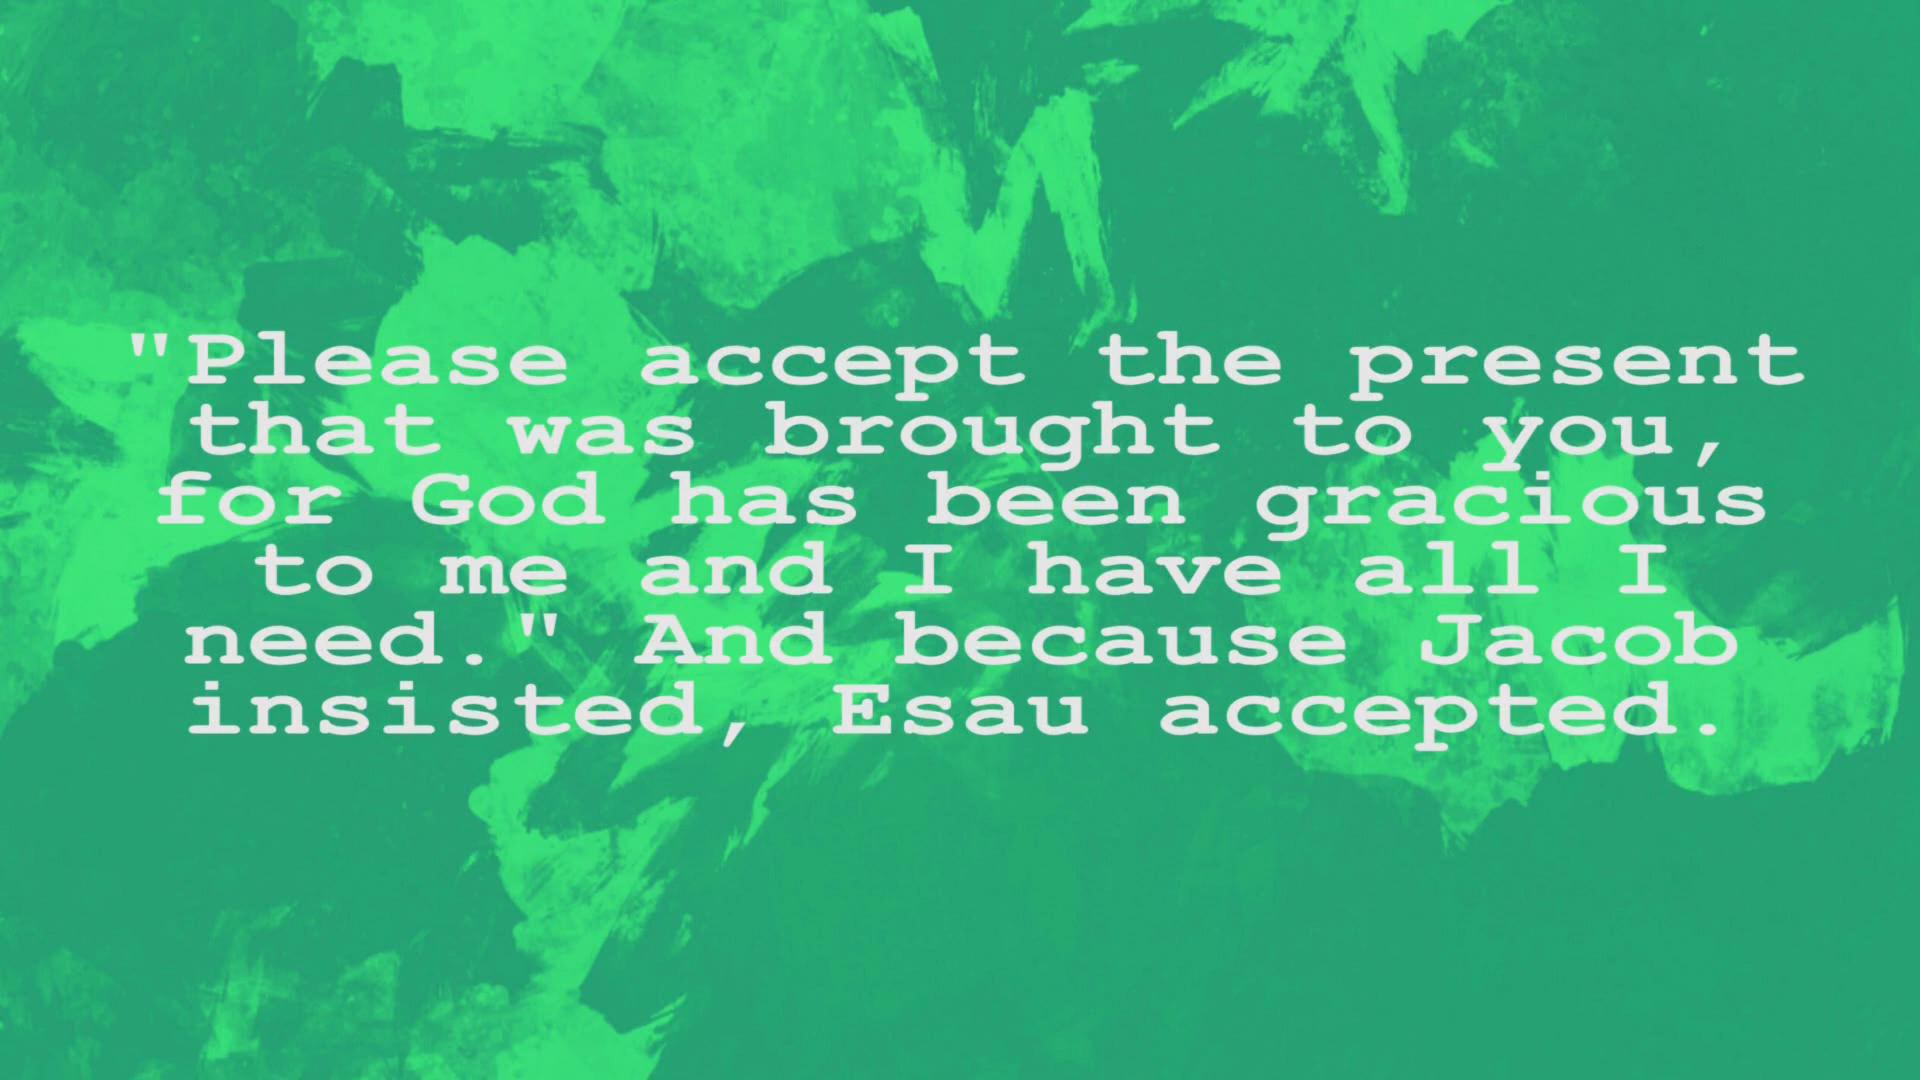 "Please accept the present
that was brought to you,
for God has been gracious
to me and I have all I
need." And because Jacob
insisted, Esau accepted.